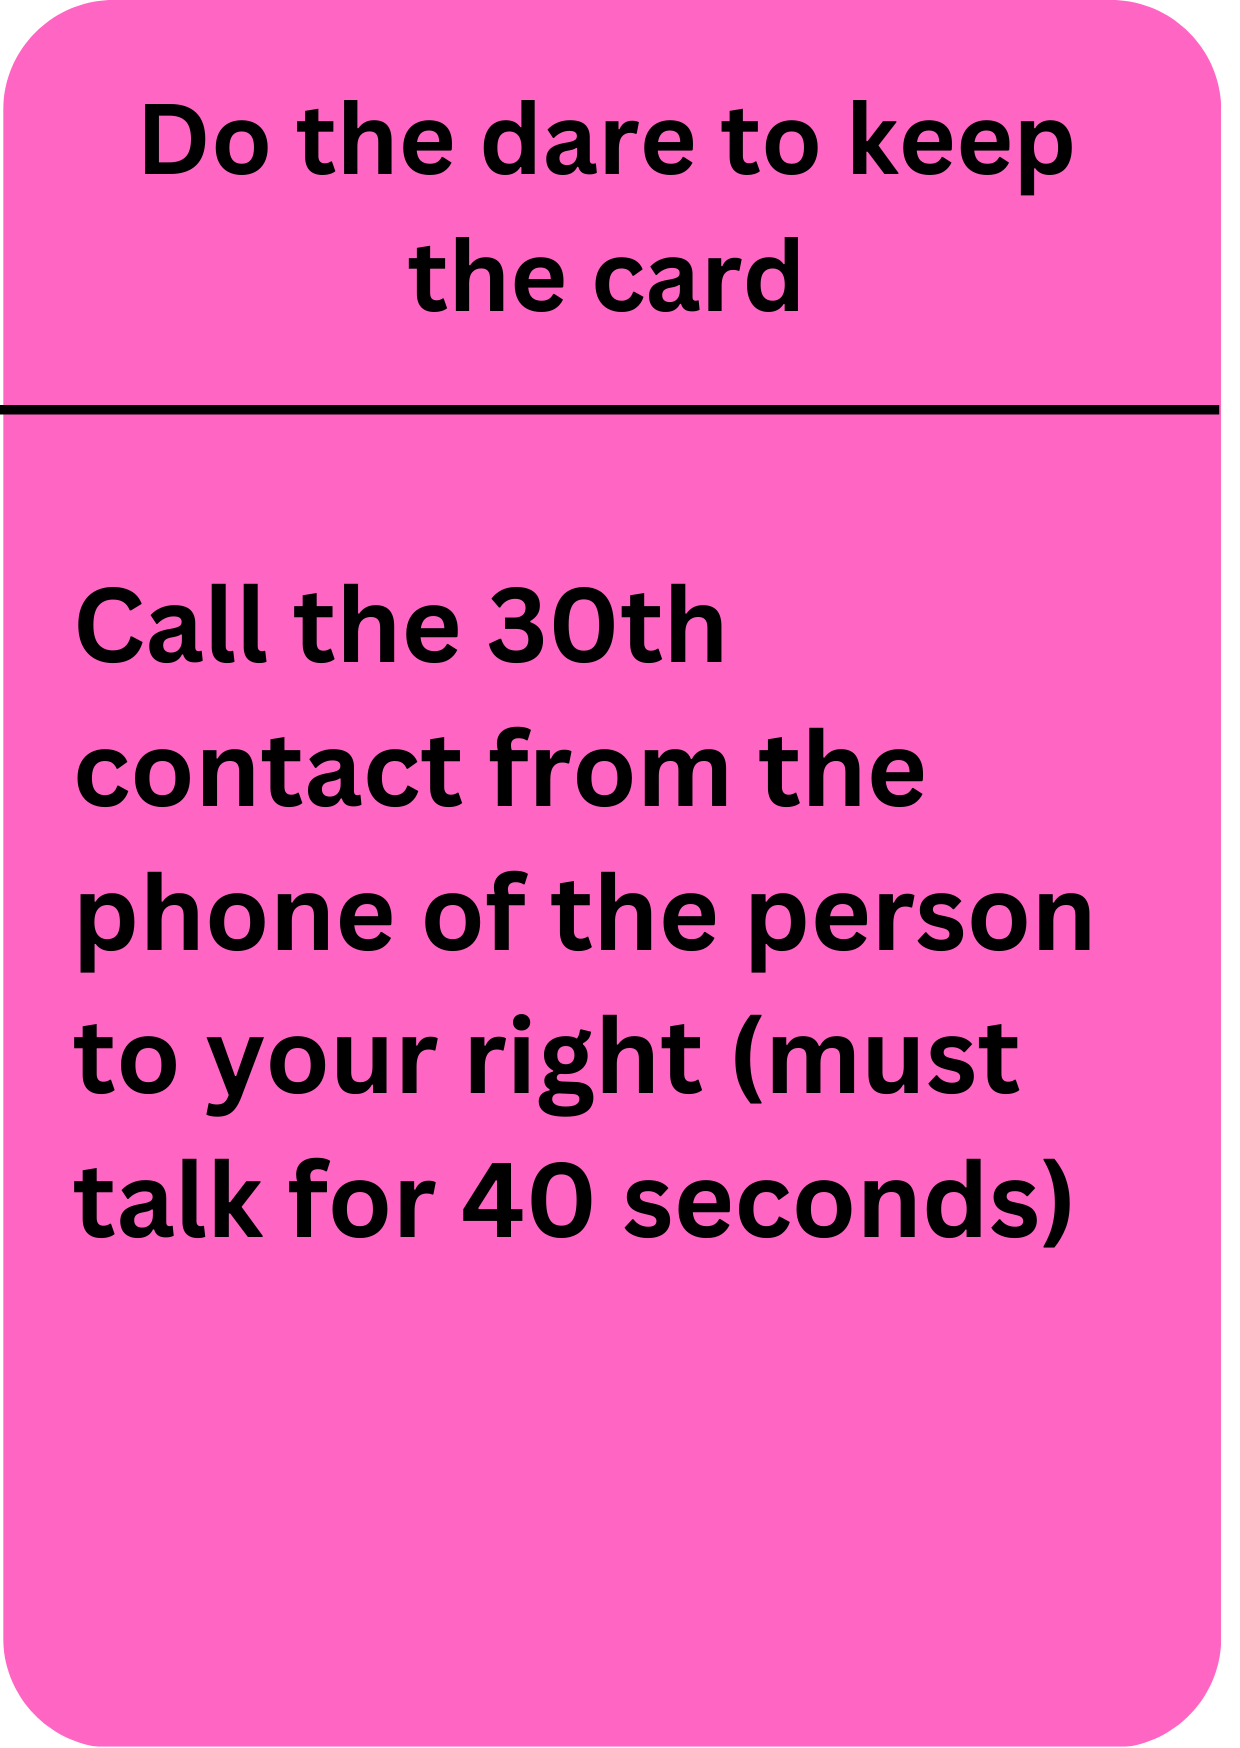 Do the dare to keep
the card
Call the 30th
contact from the
phone of the person
to your right (must
talk for 40 seconds)